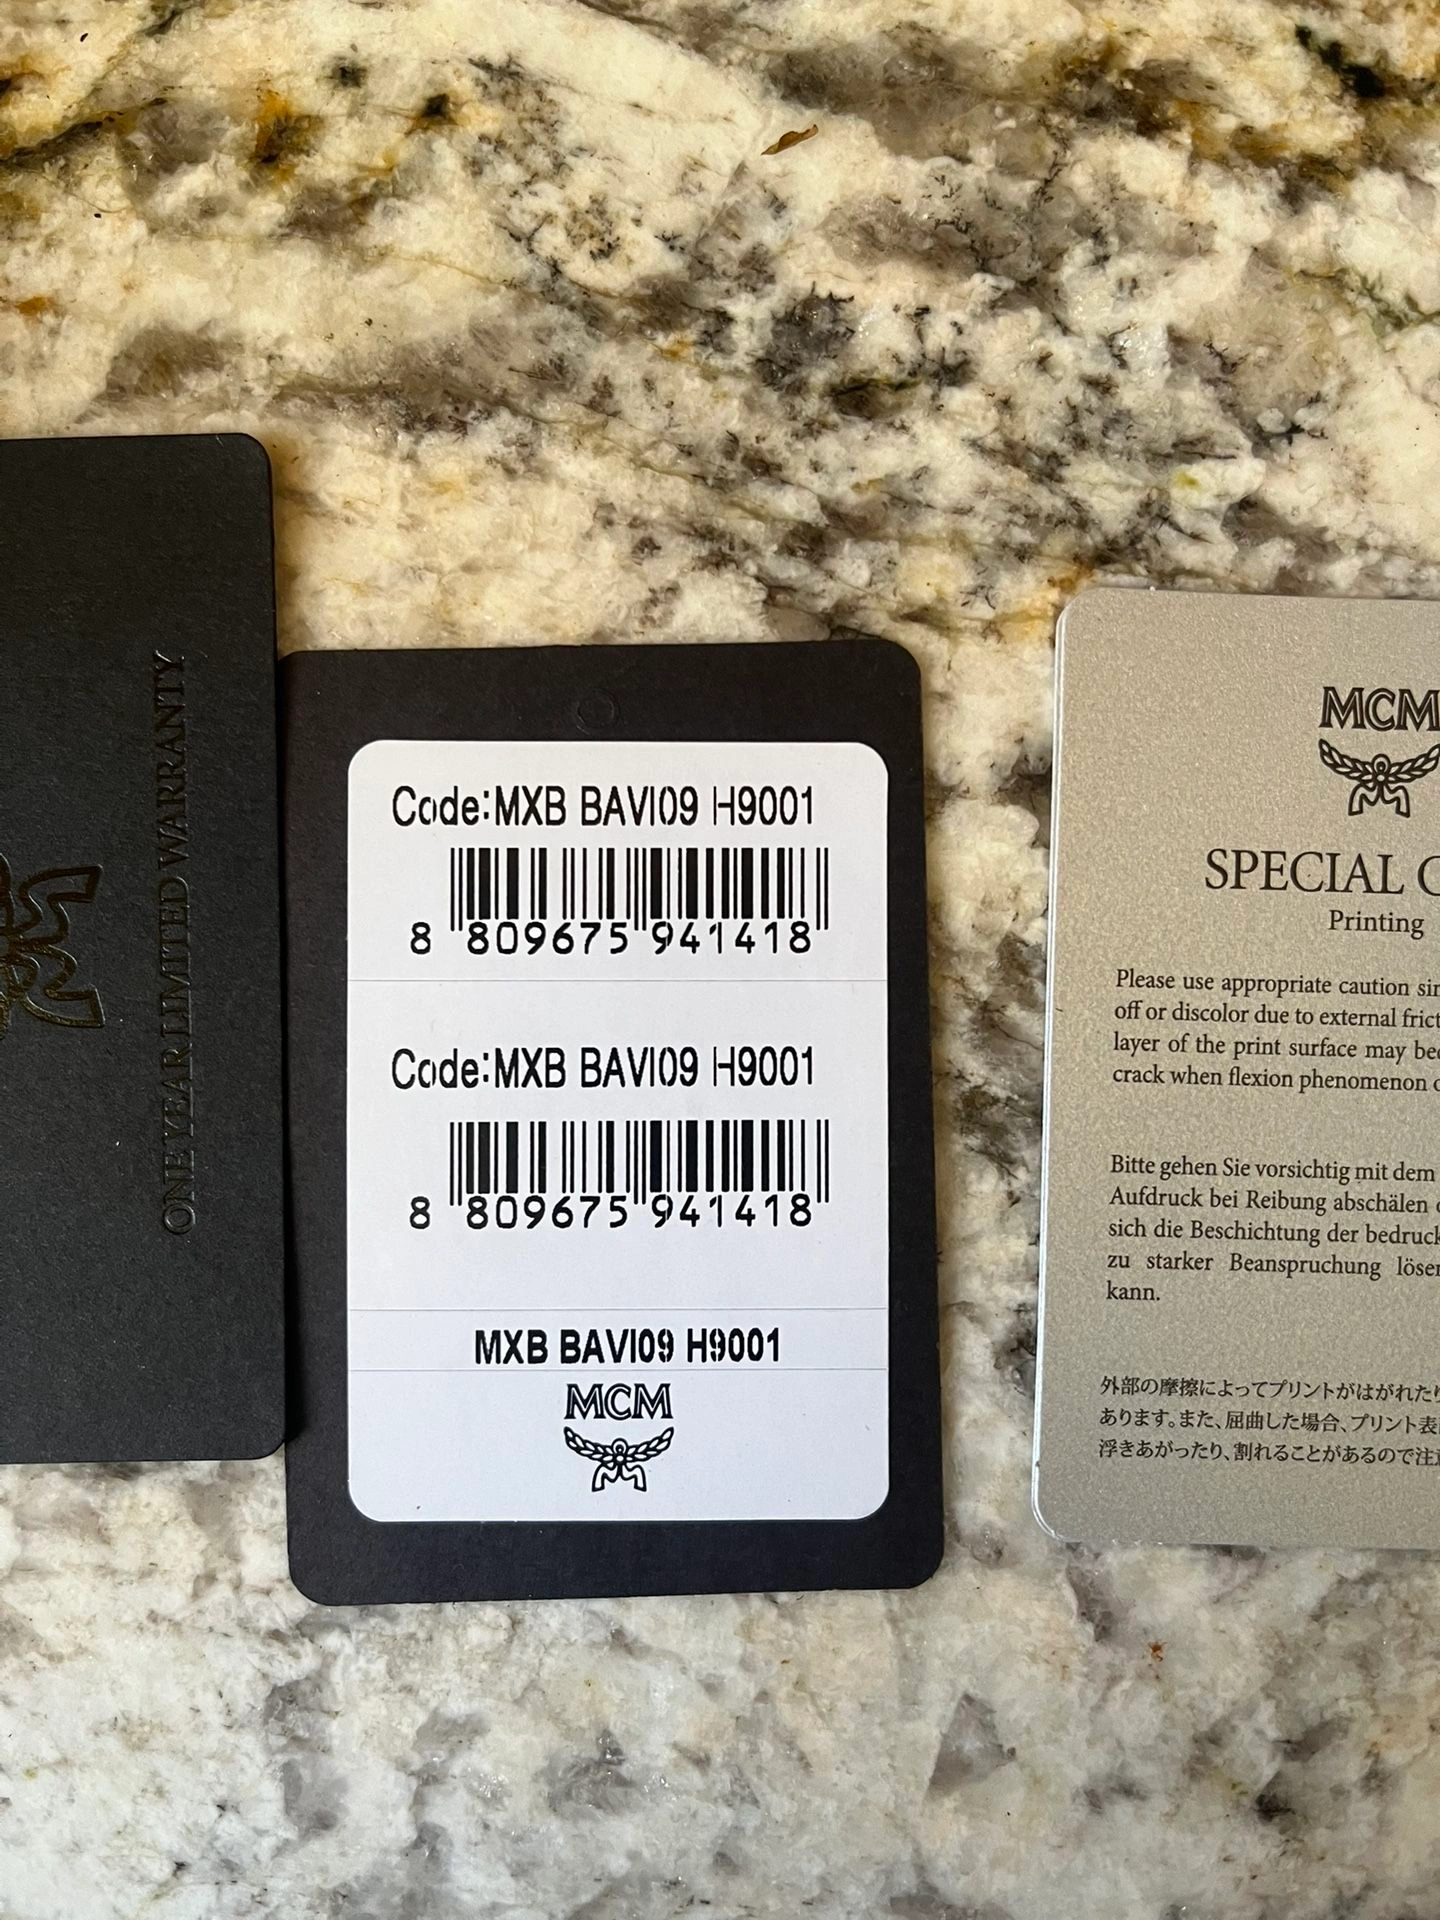 ONE YEAR LIMITED WARRANTY
Code:MXB BAVI09 H9001
8 809675 941418
Code:MXB BAVI09 H9001
8 809675 941418
MXB BAVI09 H9001
MCM
MCM
SPECIAL
Printing
Please use appropriate caution
off or discolor due to external
layer of the print surface may
crack when flexion phenomenon
Bitte gehen Sie vorsichtig mit dem
Aufdruck bei Reibung abschälen
sich die Beschichtung der
zu starker Beanspruchung
kann.
外部の摩擦によってプリントがはがれたり
あります。また、屈曲した場合、プリント表
浮きあがったり、割れることがあるので注